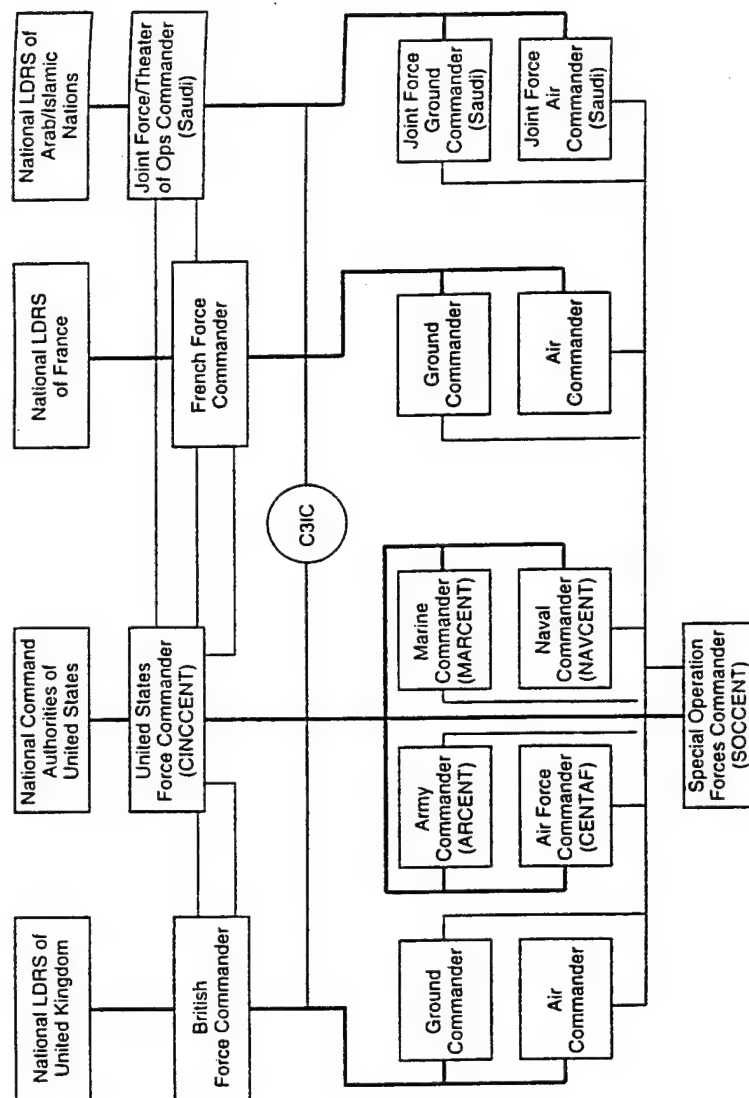 National LDRS of
United Kingdom
National Command
Authorities of
United States
National LDRS
of France
National LDRS of
Arab/Islamic
Nations
British
Force Commander
United States
Force Commander
(CINCCENT)
French Force
Commander
Joint Force/Theater
of Ops Commander
(Saudi)
C3IC
Ground
Commander
Army
Commander
(ARCENT)
Marine
Commander
(MARCENT)
Ground
Commander
Joint Force
Ground
Commander
(Saudi)
Air
Commander
Air Force
Commander
(CENTAF)
Naval
Commander
(NAVCENT)
Air
Commander
Joint Force
Air
Commander
(Saudi)
Special Operation
Forces Commander
(SOCCENT)